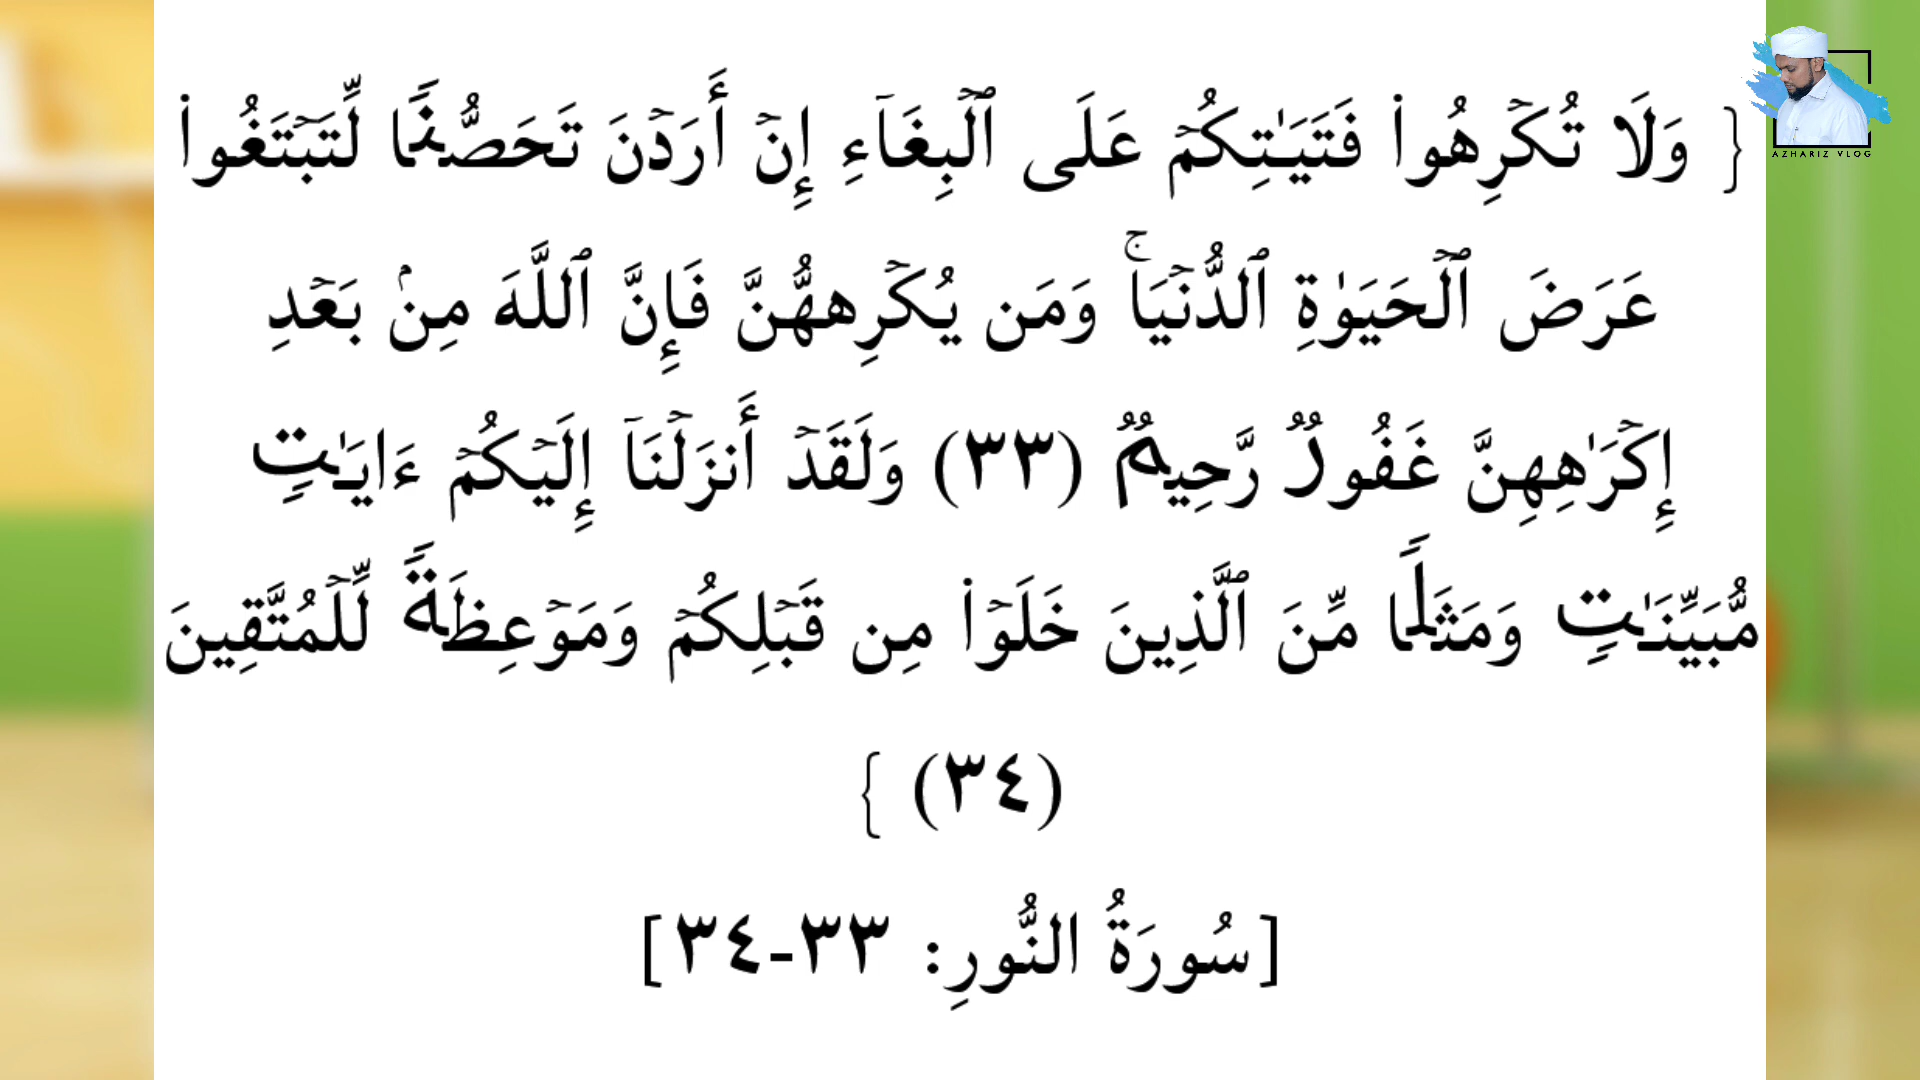 { وَلَا تُكۡرِهُوا۟ فَتَيَـٰتِكُمۡ عَلَى ٱلۡبِغَاۤءِ إِنۡ أَرَدۡنَ تَحَصُّنࣰا لِّتَبۡتَغُوا۟
عَرَضَ ٱلۡحَيَوٰةِ ٱلدُّنۡيَاۚ وَمَن يُكۡرِههُّنَّ فَإِنَّ ٱللَّهَ مِنۢ بَعۡدِ
إِكۡرَ ٰ⁠هِهِنَّ غَفُورࣱ رَّحِيمࣱ (٣٣) وَلَقَدۡ أَنزَلۡنَاۤ إِلَيۡكُمۡ ءَايَـٰتࣲ
مُّبَيِّنَـٰتࣲ وَمَثَلࣰا مِّنَ ٱلَّذِينَ خَلَوۡا۟ مِن قَبۡلِكُمۡ وَمَوۡعِظَةࣰ لِّلۡمُتَّقِينَ
(٣٤) }
[سُورَةُ النُّورِ: ٣٣-٣٤]
AZHARIZ VLOG